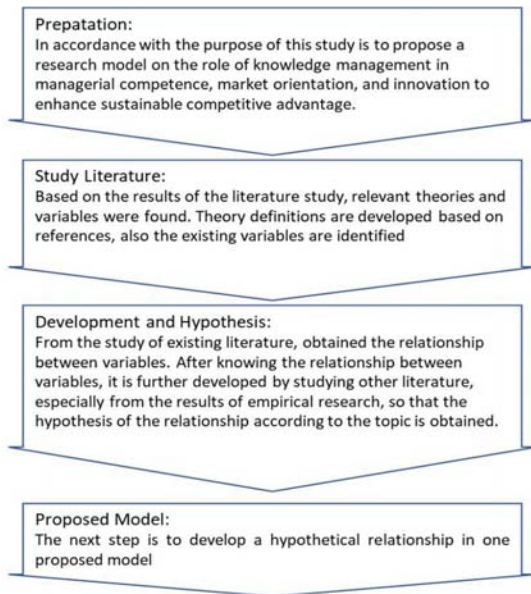 Prepatation:
In accordance with the purpose of this study is to propose a
research model on the role of knowledge management in
managerial competence, market orientation, and innovation to
enhance sustainable competitive advantage.
Study Literature:
Based on the results of the literature study, relevant theories and
variables were found. Theory definitions are developed based on
references, also the existing variables are identified
Development and Hypothesis:
From the study of existing literature, obtained the relationship
between variables. After knowing the relationship between
variables, it is further developed by studying other literature,
especially from the results of empirical research, so that the
hypothesis of the relationship according to the topic is obtained.
Proposed Model:
The next step is to develop a hypothetical relationship in one
proposed model